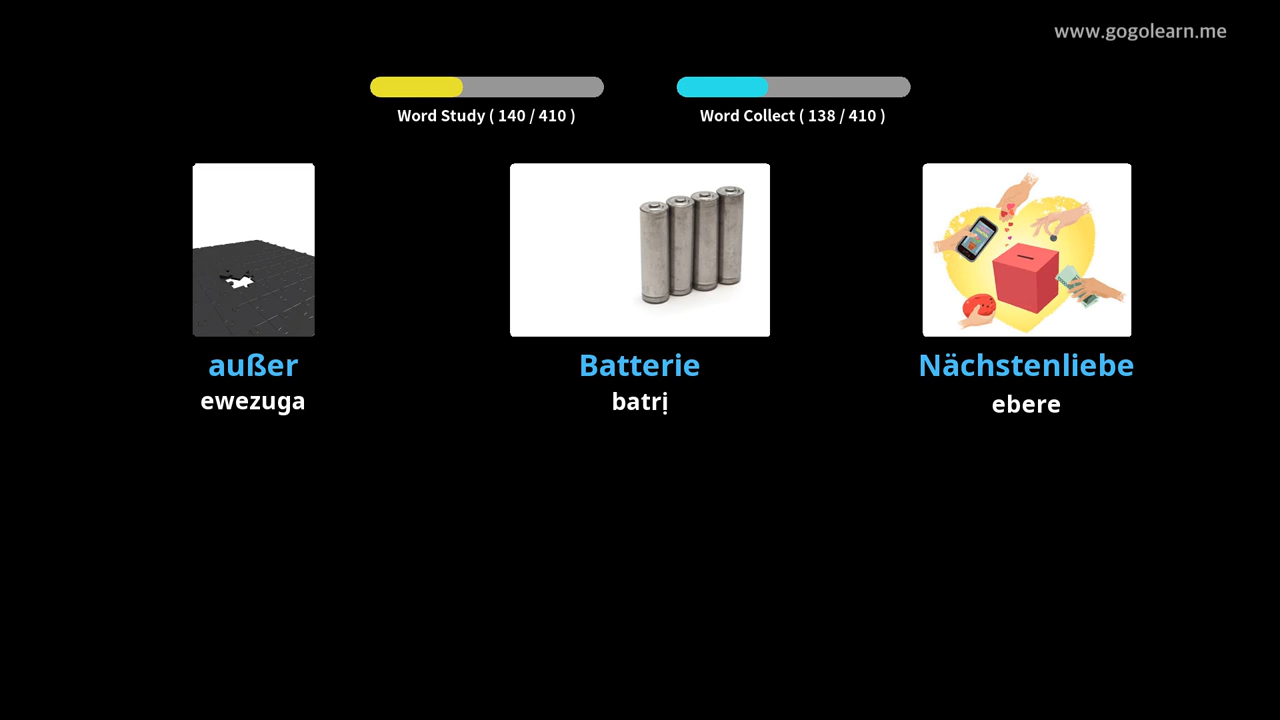 www.gogolearn.me
Word Study ( 140 / 410 )
Word Collect ( 138 / 410 )
außer
Batterie
Nächstenliebe
ewezuga
batrị
ebere